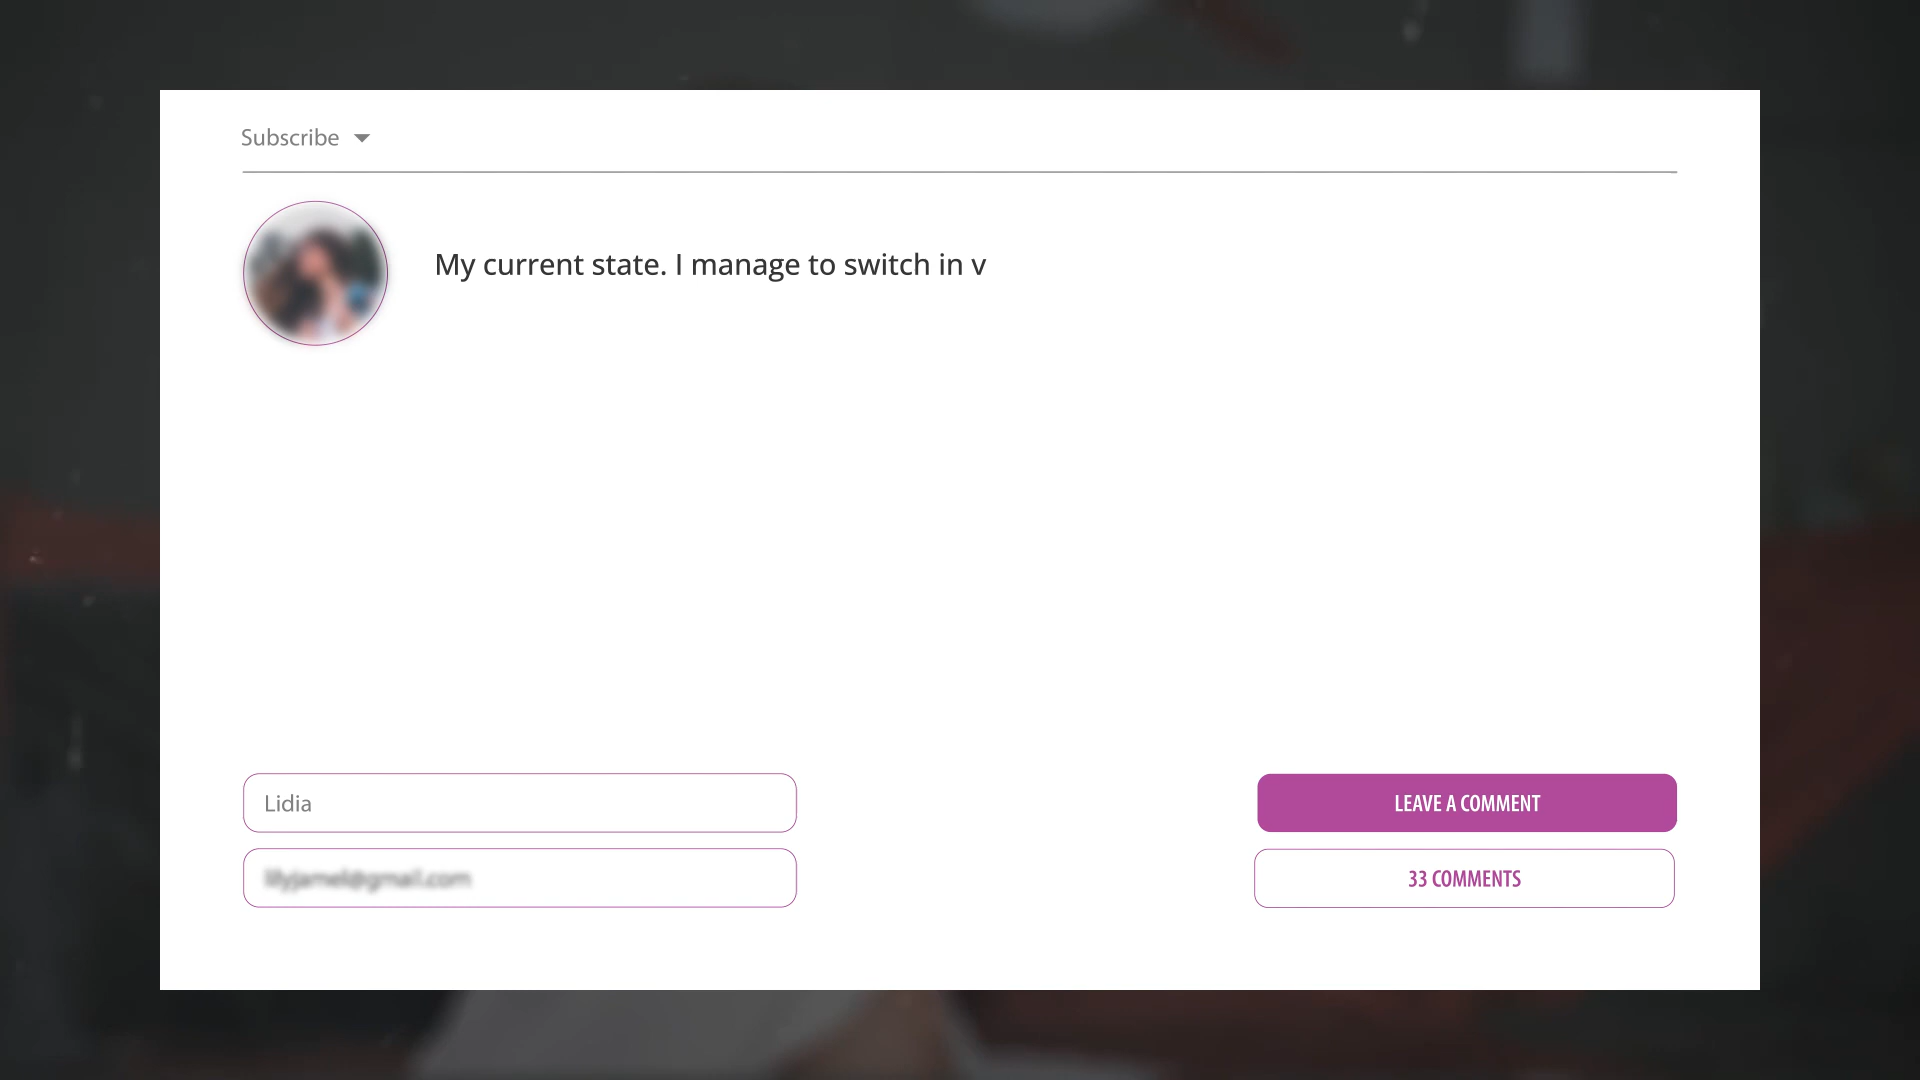 Subscribe
My current state. I manage to switch in v
Lidia
LEAVE A COMMENT
33 COMMENTS